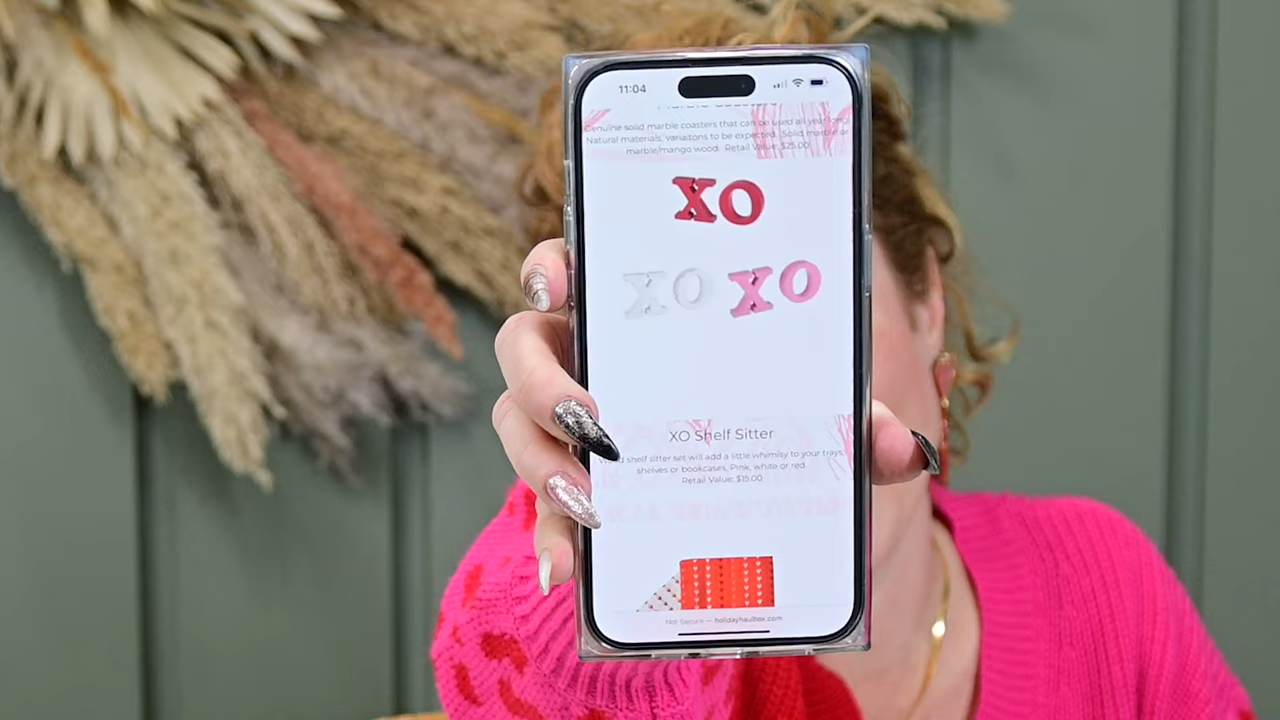 11:04
Genuine solid marble coasters that can be used all year long.
Natural materials, variaitons to be expected. Solid marble or
marble/mango wood. Retail Value: $25.00
XO
XO XO
XO Shelf Sitter
shelf sitter set will add a little whimisy to your trays,
shelves or bookcases. Pink, white or red.
Retail Value: $15.00
Not Secure — holidayhaulbox.com